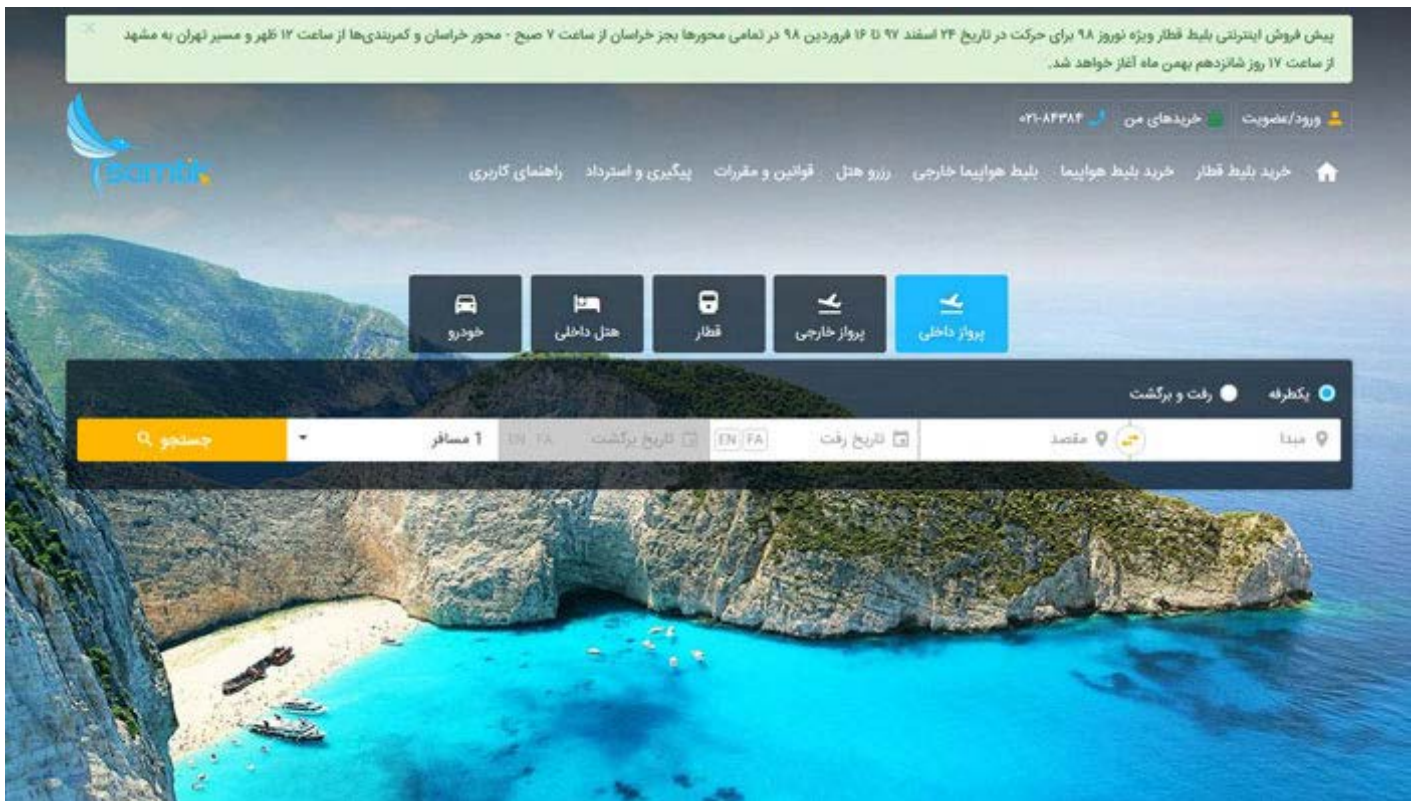 پیش فروش اینترنتی بلیط قطار ویژه نوروز ۹۸ برای حرکت در تاریخ ۲۴ اسفند ۹۷ تا ۱۶ فروردین ۹۸ در تمامی محورها بجز خراسان از ساعت ۷ صبح - محور خراسان و کمربندی‌ها از ساعت ۱۲ ظهر و مسیر تهران به مشهد
از ساعت ۱۷ روز شانزدهم بهمن ماه آغاز خواهد شد.
ورود/عضویت خریدهای من ۰۲۱-۸۴۳۸۴
samtik
خرید بلیط قطار خرید بلیط هواپیما بلیط هواپیما خارجی رزرو هتل قوانین و مقررات پیگیری و استرداد راهنمای کاربری
پرواز داخلی پرواز خارجی قطار هتل داخلی خودرو
یکطرفه رفت و برگشت
مبدا مقصد تاریخ رفت EN FA تاریخ برگشت EN FA 1 مسافر جستجو